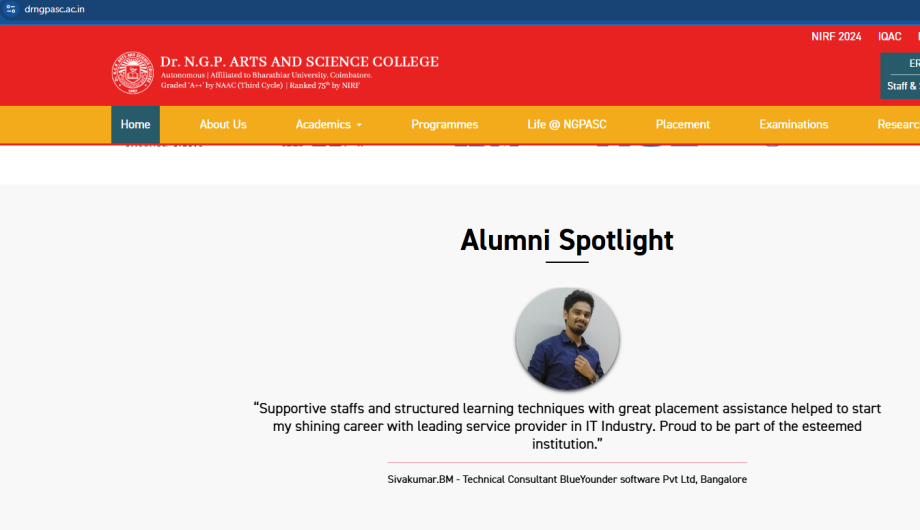 drngpasc.ac.in
NIRF 2024 IQAC
Dr. N.G.P. ARTS AND SCIENCE COLLEGE
Autonomous | Affiliated to Bharathiar University, Coimbatore.
Graded 'A++' by NAAC (Third Cycle) | Ranked 75th by NIRF
ER
Staff &
Home About Us Academics Programmes Life @ NGPASC Placement Examinations Researc
Alumni Spotlight
“Supportive staffs and structured learning techniques with great placement assistance helped to start
my shining career with leading service provider in IT Industry. Proud to be part of the esteemed
institution.”
Sivakumar.BM - Technical Consultant BlueYounder software Pvt Ltd, Bangalore